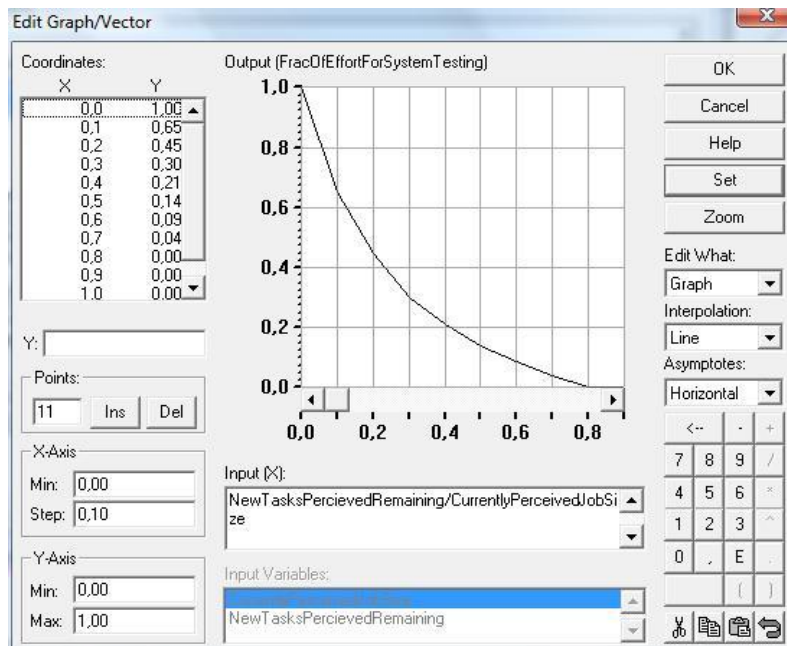 Edit Graph/Vector
X
Coordinates:
X Y
0,0 1,00
0,1 0,65
0,2 0,45
0,3 0,30
0,4 0,21
0,5 0,14
0,6 0,09
0,7 0,04
0,8 0,00
0,9 0,00
1,0 0,00
Y:
Points:
11 Ins Del
X-Axis
Min: 0,00
Step: 0,10
Y-Axis
Min: 0,00
Max: 1,00
Output (FracOfEffortForSystemTesting)
1,0
0,8
0,6
0,4
0,2
0,0
0,0 0,2 0,4 0,6 0,8
Input (X):
NewTasksPercievedRemaining/CurrentlyPerceivedJobSi
ze
Input Variables:
NewTasksPercievedRemaining
OK
Cancel
Help
Set
Zoom
Edit What:
Graph
Interpolation:
Line
Asymptotes:
Horizontal
<-- - +
7 8 9 /
4 5 6 *
1 2 3 ^
0 , E .
( )